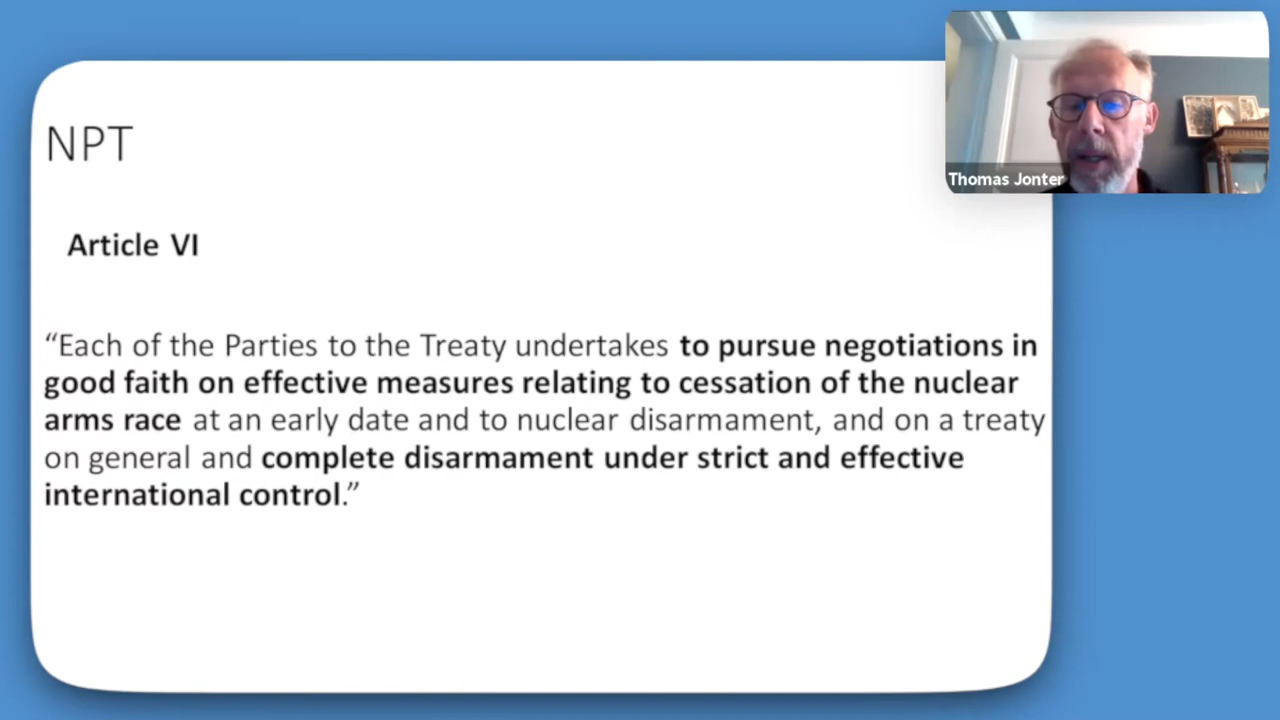 NPT
Thomas Jonter
Article VI
“Each of the Parties to the Treaty undertakes to pursue negotiations in
good faith on effective measures relating to cessation of the nuclear
arms race at an early date and to nuclear disarmament, and on a treaty
on general and complete disarmament under strict and effective
international control.”